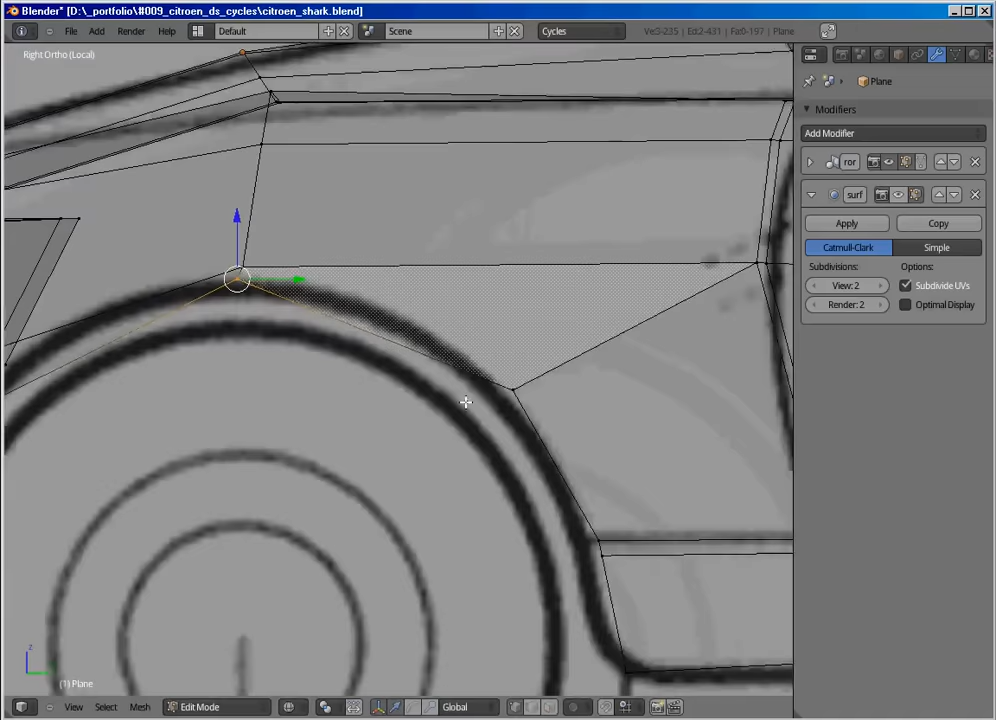 Blender* [D:\_portfolio\#009_citroen_ds_cycles\citroen_shark.blend]
File Add Render Help Default Scene Cycles Ve:3-235 | Ed:2-431 | Fa:0-197 | Plane
Right Ortho (Local)
Plane
Modifiers
Add Modifier
ror
surf
Apply Copy
Catmull-Clark Simple
Subdivisions: Options:
View: 2 Subdivide UVs
Render: 2 Optimal Display
z
(1) Plane
View Select Mesh Edit Mode Global